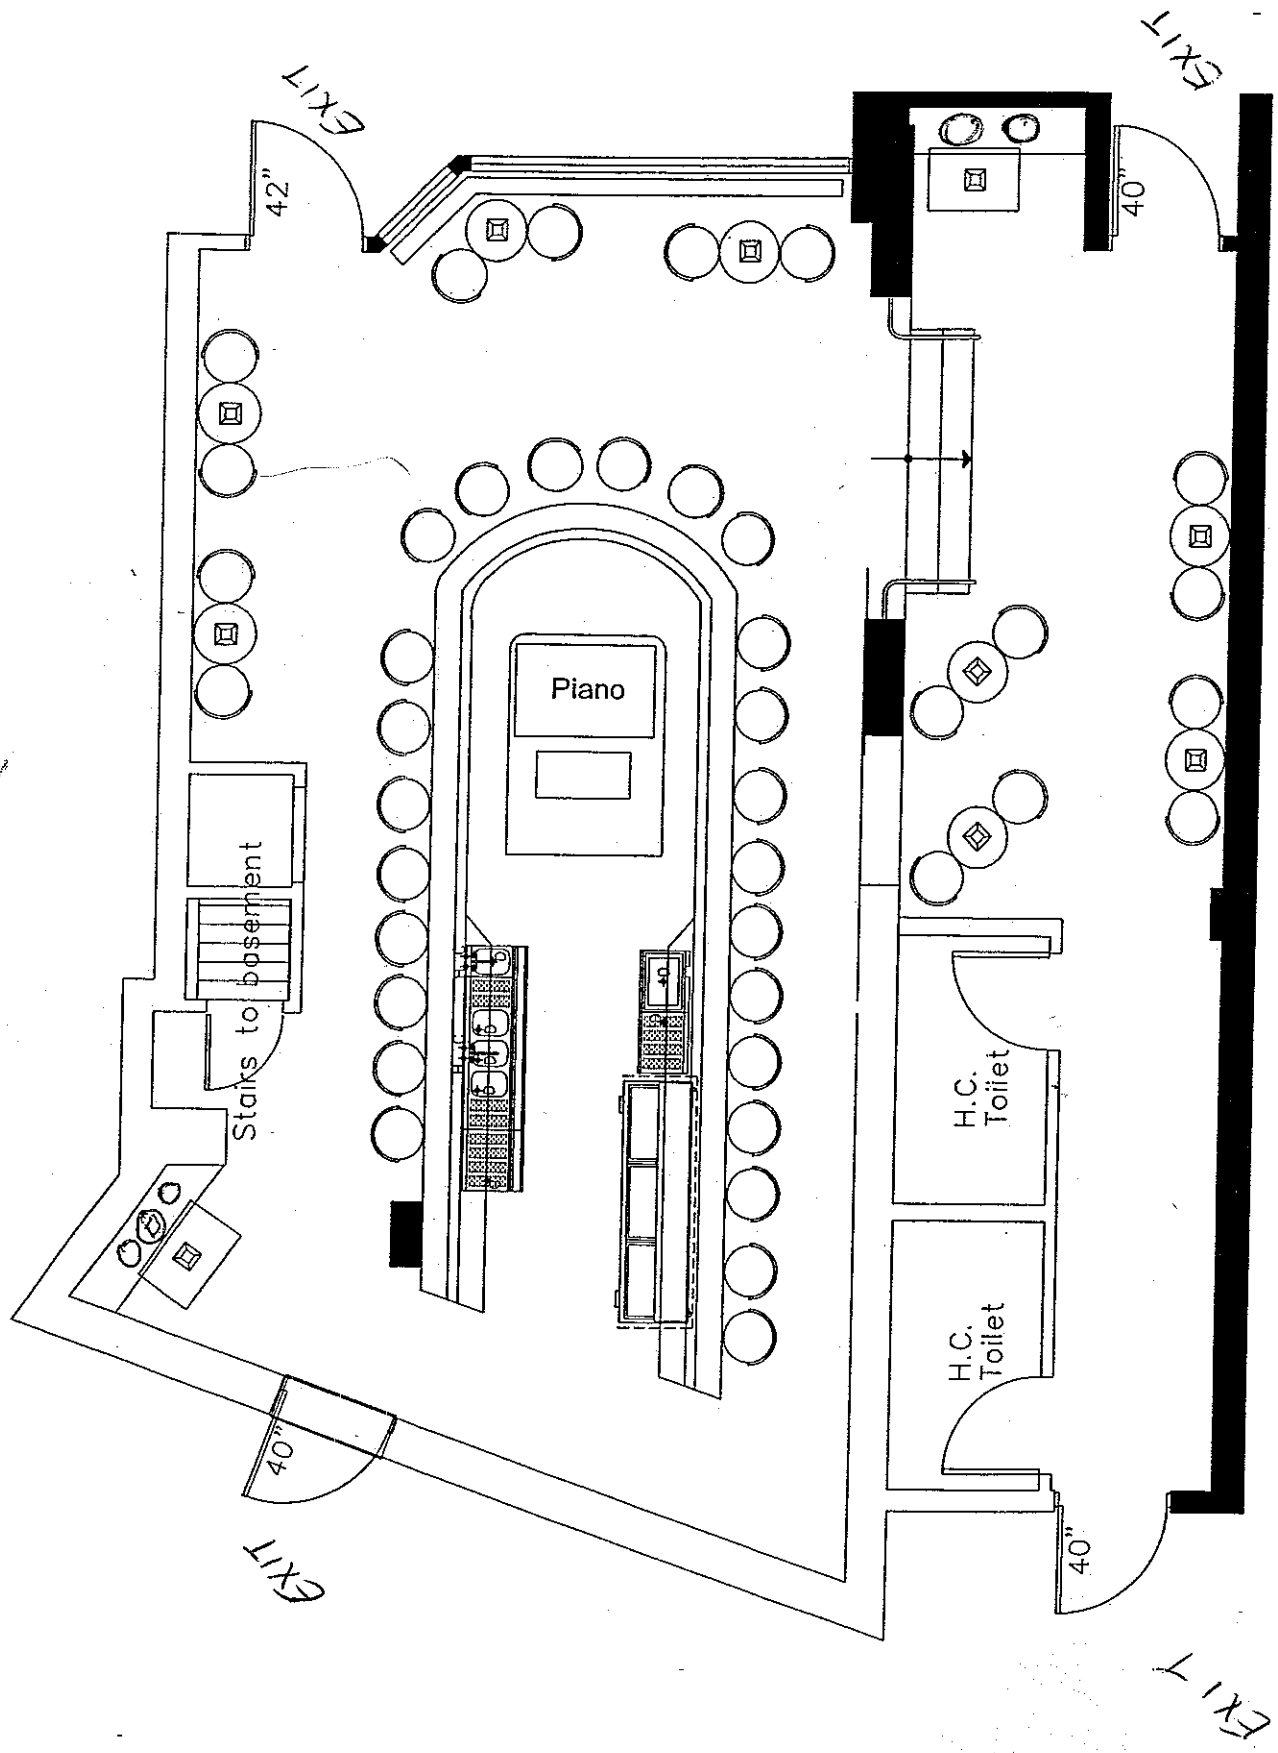 EXIT
EXIT
42"
40"
Piano
Stairs to basement
H.C.
Toilet
H.C.
Toilet
40"
40"
EXIT
EXIT